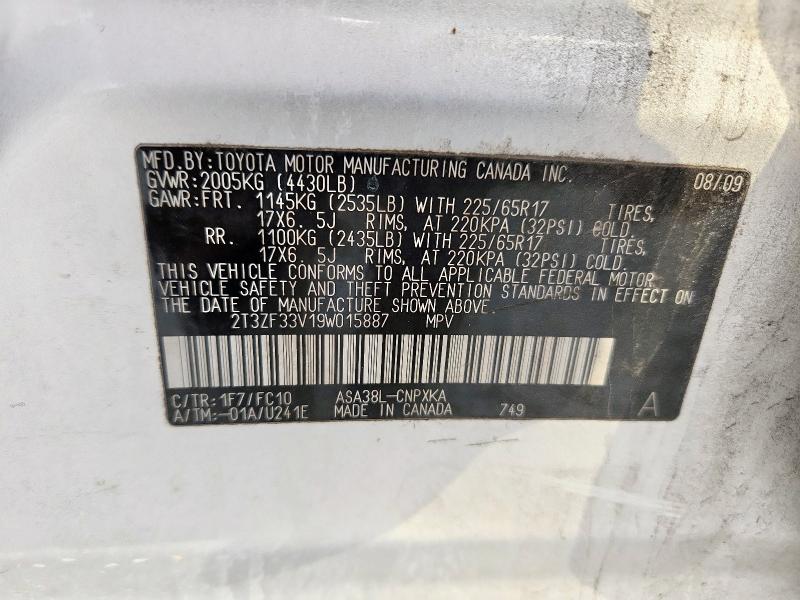 MFD.BY:TOYOTA MOTOR MANUFACTURING CANADA INC. 08/09
GVWR:2005KG (4430LB)
GAWR:FRT. 1145KG (2535LB) WITH 225/65R17 TIRES,
17X6.5J RIMS, AT 220KPA (32PSI) COLD.
RR. 1100KG (2435LB) WITH 225/65R17 TIRES,
17X6.5J RIMS, AT 220KPA (32PSI) COLD.
THIS VEHICLE CONFORMS TO ALL APPLICABLE FEDERAL MOTOR
VEHICLE SAFETY AND THEFT PREVENTION STANDARDS IN EFFECT ON
THE DATE OF MANUFACTURE SHOWN ABOVE.
2T3ZF33V19W015887 MPV
C/TR:1F7/FC10 ASA38L-CNPXKA
A/TM:-01A/U241E MADE IN CANADA 749 A